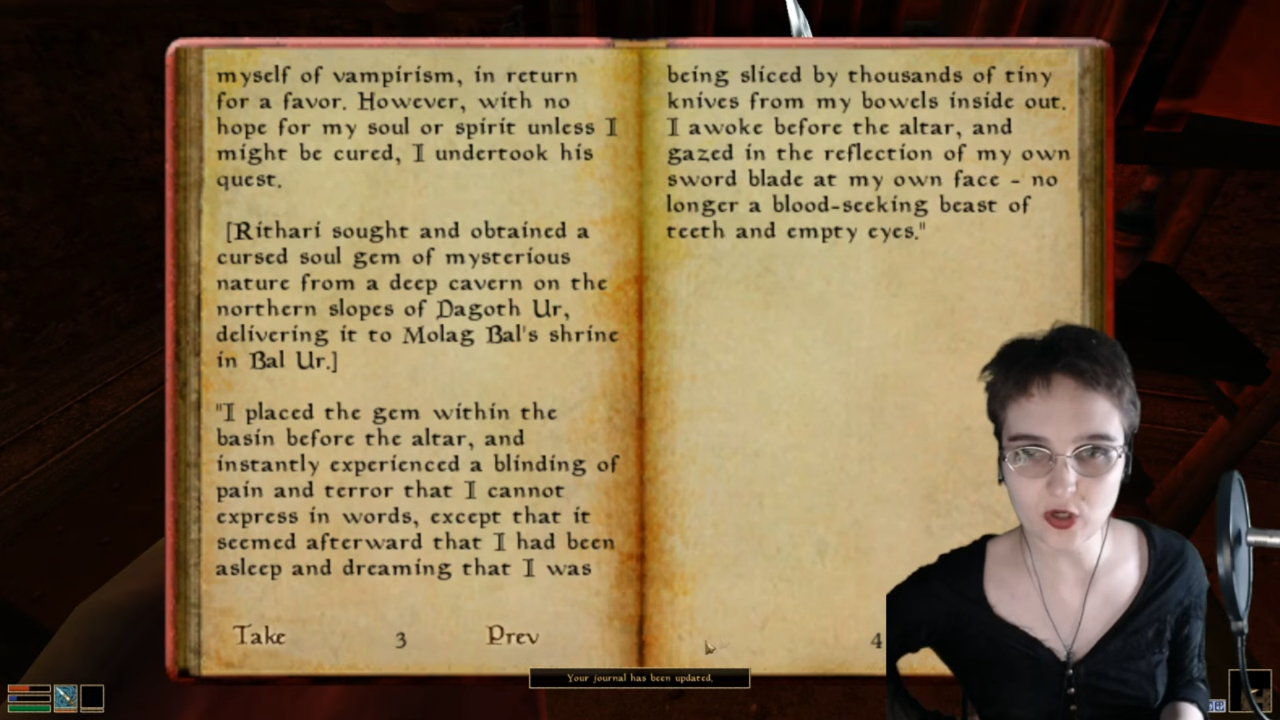 myself of vampirism, in return
for a favor. However, with no
hope for my soul or spirit unless I
might be cured, I undertook his
quest.
[Rithari sought and obtained a
cursed soul gem of mysterious
nature from a deep cavern on the
northern slopes of Dagoth Ur,
delivering it to Molag Bal's shrine
in Bal Ur.]
"I placed the gem within the
basin before the altar, and
instantly experienced a blinding of
pain and terror that I cannot
express in words, except that it
seemed afterward that I had been
asleep and dreaming that I was
Take 3 Prev
being sliced by thousands of tiny
knives from my bowels inside out.
I awoke before the altar, and
gazed in the reflection of my own
sword blade at my own face - no
longer a blood-seeking beast of
teeth and empty eyes."
4
Your journal has been updated.